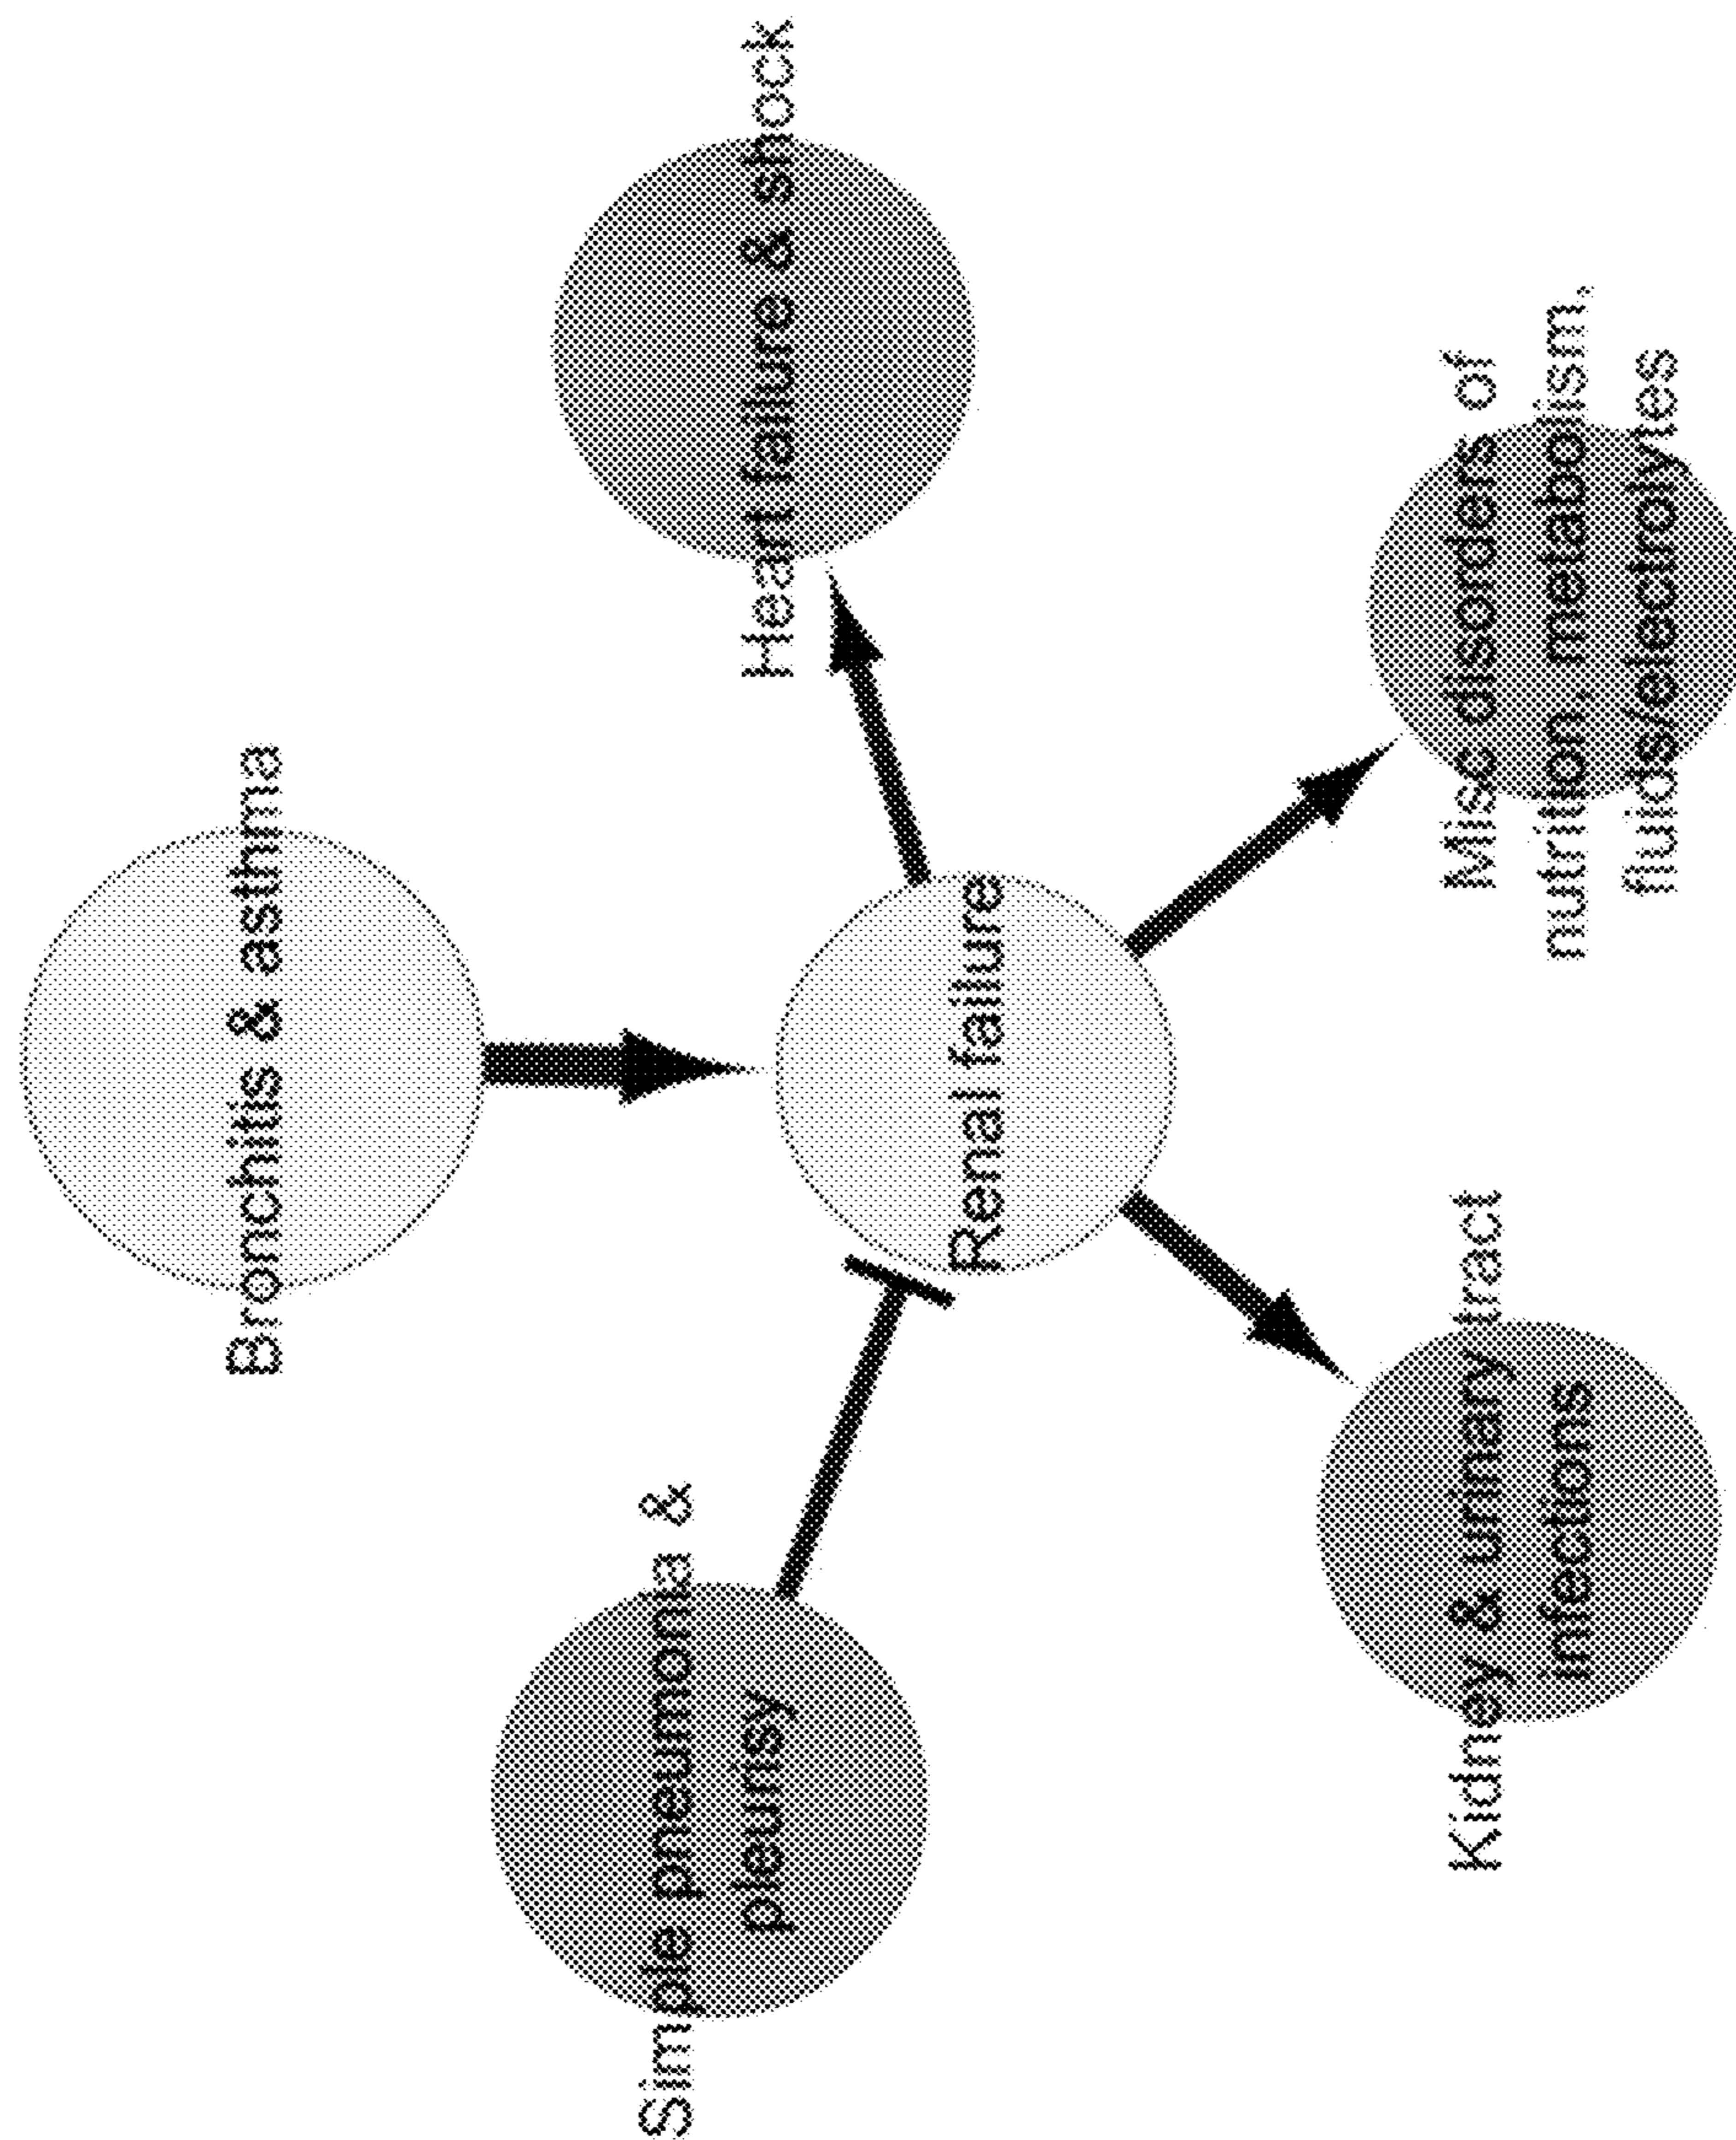 Bronchitis & asthma
Simple pneumonia &
pleurisy
Heart failure & shock
Renal failure
Kidney & urinary tract
infections
Misc disorders of
nutrition, metabolism,
fluids/electrolytes